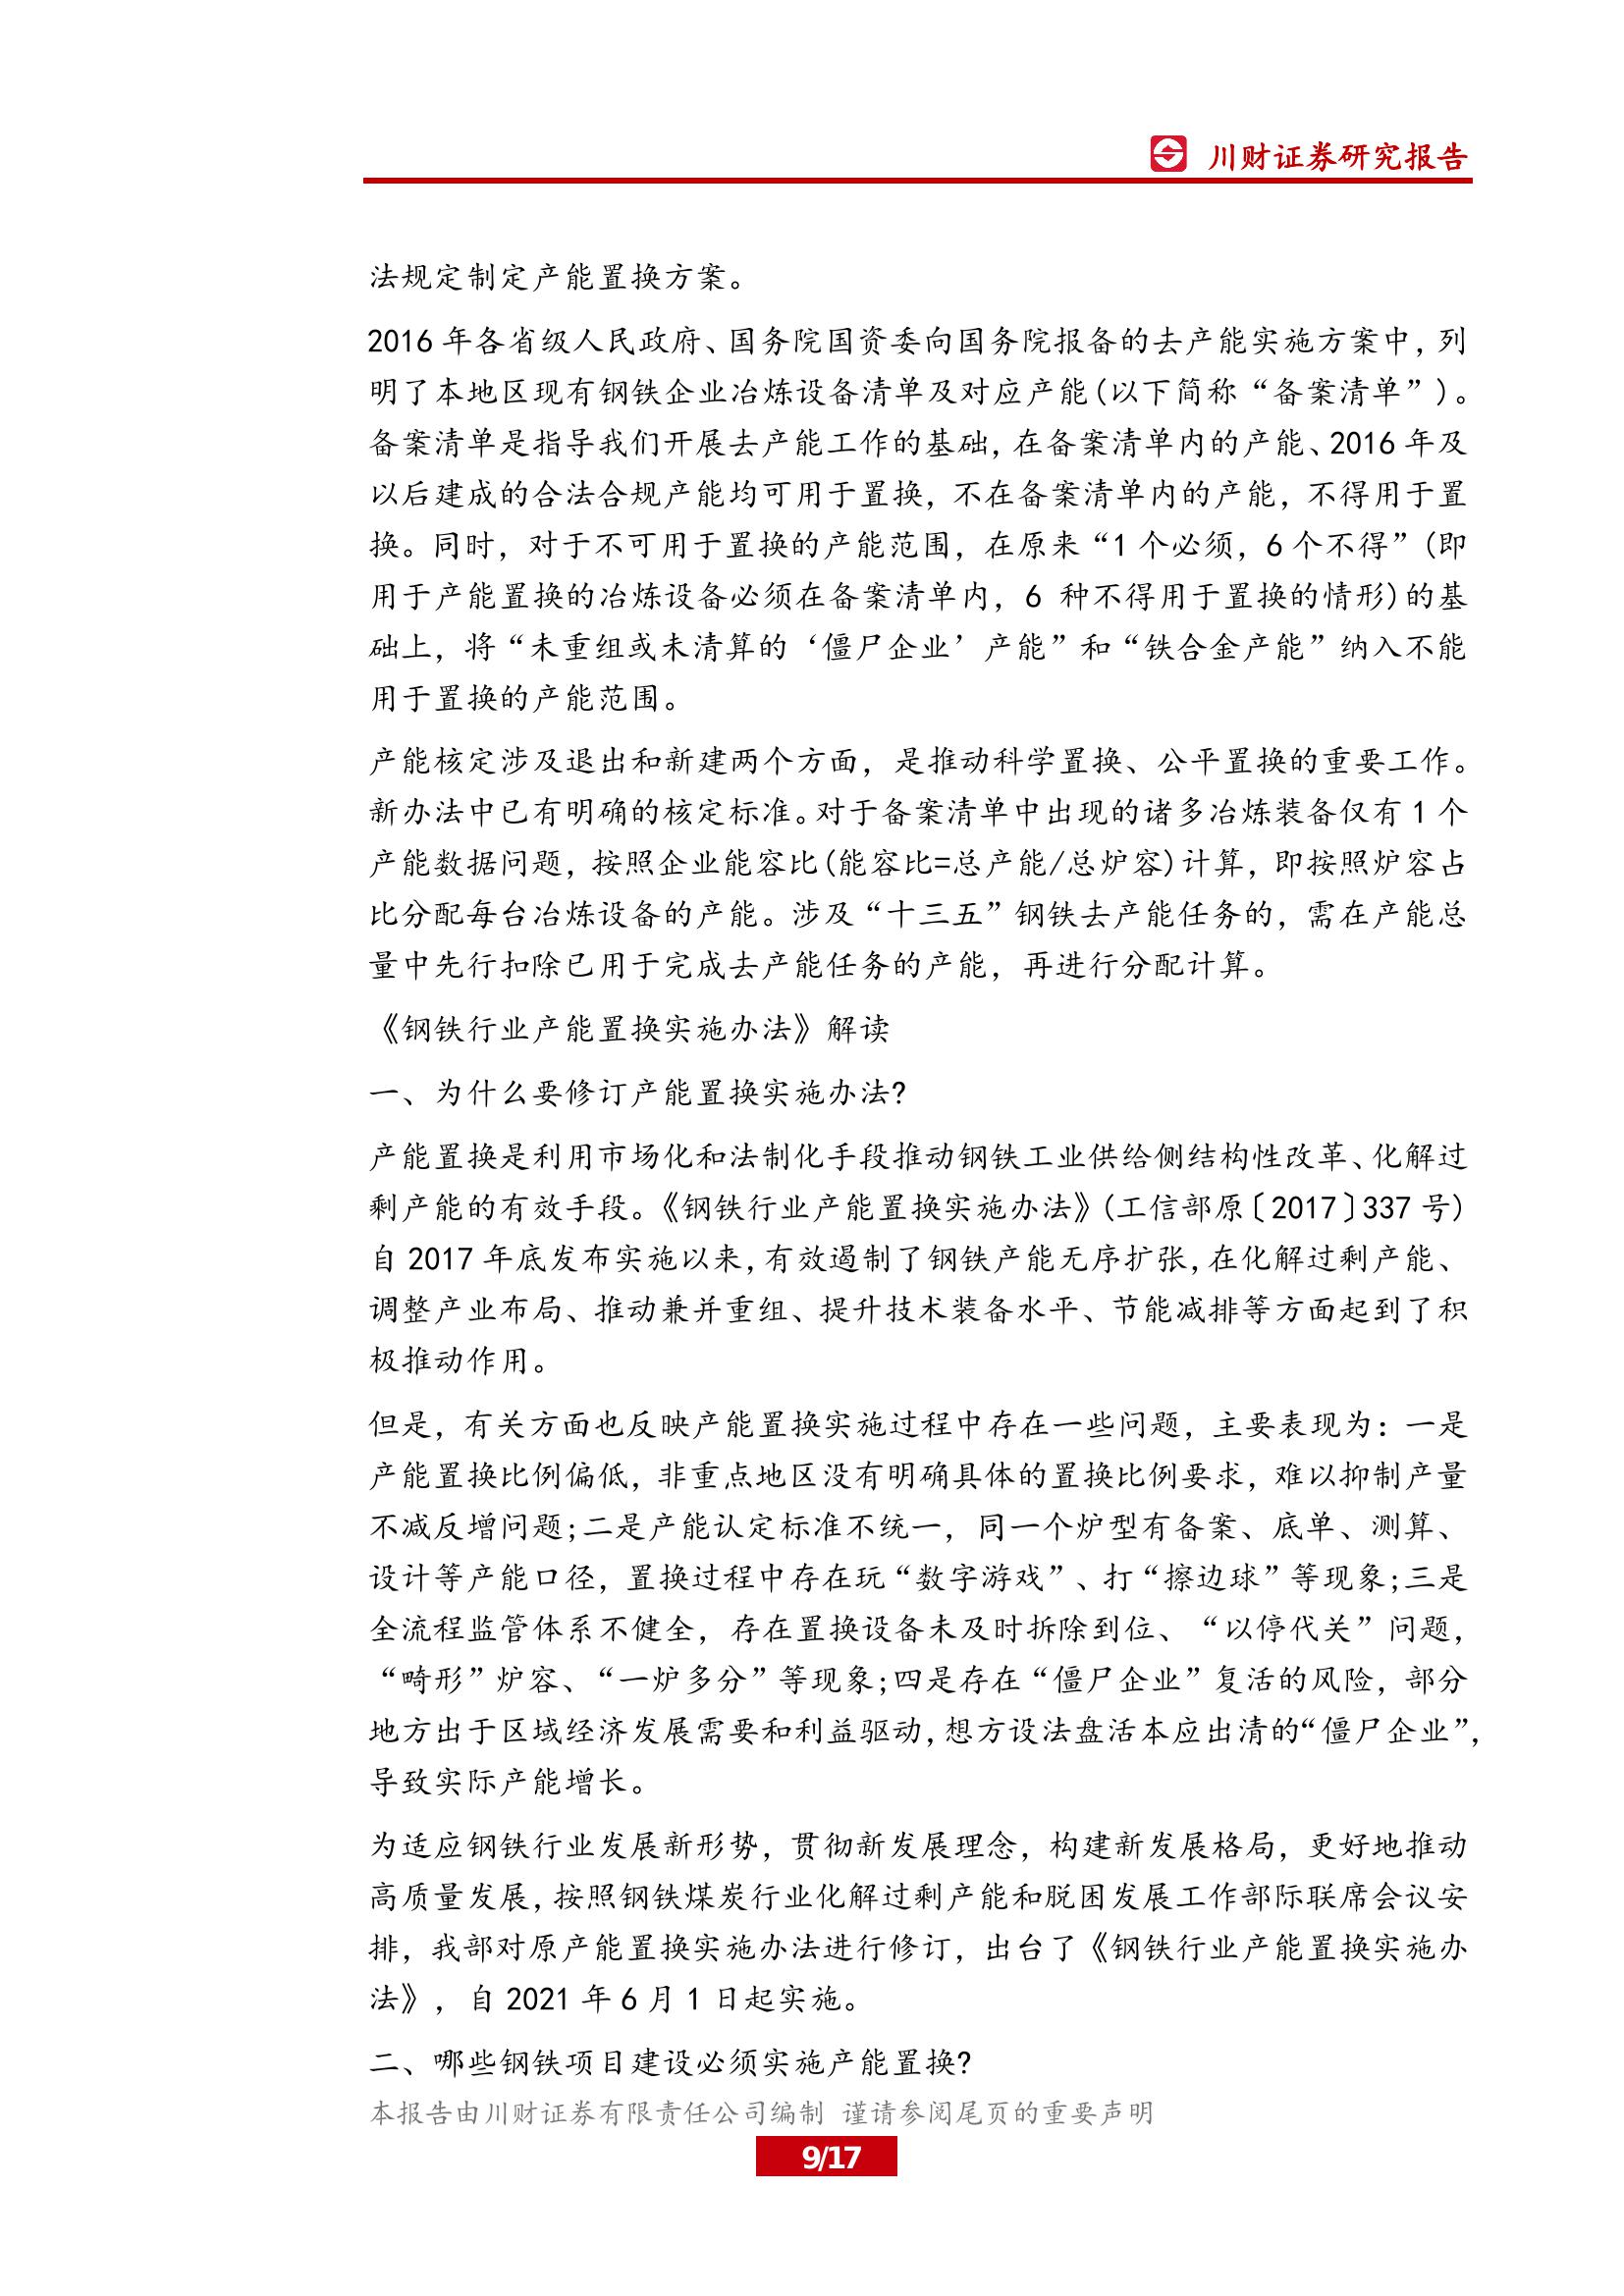 川财证券研究报告
法规定制定产能置换方案。
2016 年各省级人民政府、国务院国资委向国务院报备的去产能实施方案中，列
明了本地区现有钢铁企业冶炼设备清单及对应产能(以下简称“备案清单”)。
备案清单是指导我们开展去产能工作的基础，在备案清单内的产能、2016 年及
以后建成的合法合规产能均可用于置换，不在备案清单内的产能，不得用于置
换。同时，对于不可用于置换的产能范围，在原来“1 个必须，6 个不得”(即
用于产能置换的冶炼设备必须在备案清单内，6 种不得用于置换的情形)的基
础上，将“未重组或未清算的‘僵尸企业’产能”和“铁合金产能”纳入不能
用于置换的产能范围。
产能核定涉及退出和新建两个方面，是推动科学置换、公平置换的重要工作。
新办法中已有明确的核定标准。对于备案清单中出现的诸多冶炼装备仅有 1 个
产能数据问题，按照企业能容比(能容比=总产能/总炉容)计算，即按照炉容占
比分配每台冶炼设备的产能。涉及“十三五”钢铁去产能任务的，需在产能总
量中先行扣除已用于完成去产能任务的产能，再进行分配计算。
《钢铁行业产能置换实施办法》解读
一、为什么要修订产能置换实施办法?
产能置换是利用市场化和法制化手段推动钢铁工业供给侧结构性改革、化解过
剩产能的有效手段。《钢铁行业产能置换实施办法》(工信部原〔2017〕337 号)
自 2017 年底发布实施以来，有效遏制了钢铁产能无序扩张，在化解过剩产能、
调整产业布局、推动兼并重组、提升技术装备水平、节能减排等方面起到了积
极推动作用。
但是，有关方面也反映产能置换实施过程中存在一些问题，主要表现为：一是
产能置换比例偏低，非重点地区没有明确具体的置换比例要求，难以抑制产量
不减反增问题;二是产能认定标准不统一，同一个炉型有备案、底单、测算、
设计等产能口径，置换过程中存在玩“数字游戏”、打“擦边球”等现象;三是
全流程监管体系不健全，存在置换设备未及时拆除到位、“以停代关”问题，
“畸形”炉容、“一炉多分”等现象;四是存在“僵尸企业”复活的风险，部分
地方出于区域经济发展需要和利益驱动，想方设法盘活本应出清的“僵尸企业”，
导致实际产能增长。
为适应钢铁行业发展新形势，贯彻新发展理念，构建新发展格局，更好地推动
高质量发展，按照钢铁煤炭行业化解过剩产能和脱困发展工作部际联席会议安
排，我部对原产能置换实施办法进行修订，出台了《钢铁行业产能置换实施办
法》，自 2021 年 6 月 1 日起实施。
二、哪些钢铁项目建设必须实施产能置换?
本报告由川财证券有限责任公司编制 谨请参阅尾页的重要声明
9/17